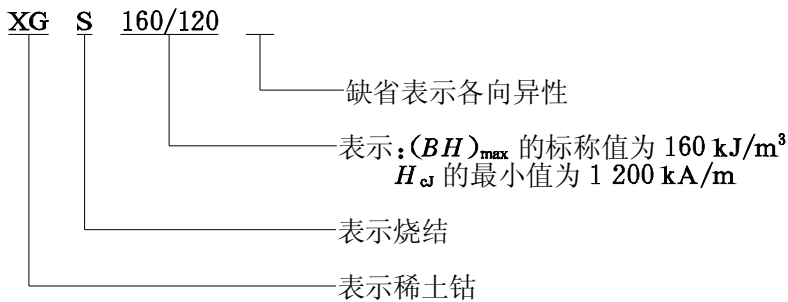 XG S 160/120
缺省表示各向异性
表示:(BH)max 的标称值为 160 kJ/m³
HcJ 的最小值为 1 200 kA/m
表示烧结
表示稀土钴